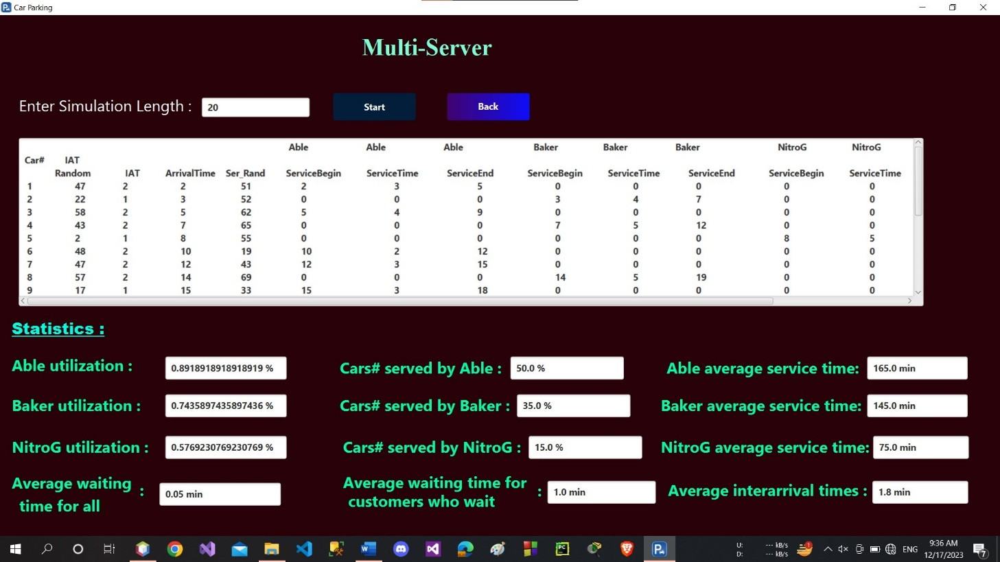 Car Parking
Multi-Server
Enter Simulation Length : 20 Start Back
Able Able Able Baker Baker Baker NitroG NitroG
Car# IAT
Random IAT ArrivalTime Ser_Rand ServiceBegin ServiceTime ServiceEnd ServiceBegin ServiceTime ServiceEnd ServiceBegin ServiceTime
1 47 2 2 51 2 3 5 0 0 0 0 0
2 22 1 3 52 0 0 0 3 4 7 0 0
3 58 2 5 62 5 4 9 0 0 0 0 0
4 43 2 7 65 0 0 0 7 5 12 0 0
5 2 1 8 55 0 0 0 0 0 0 8 5
6 48 2 10 19 10 2 12 0 0 0 0 0
7 47 2 12 43 12 3 15 0 0 0 0 0
8 57 2 14 69 0 0 0 14 5 19 0 0
9 17 1 15 33 15 3 18 0 0 0 0 0
Statistics :
Able utilization : 0.8918918918918919 % Cars# served by Able : 50.0 % Able average service time: 165.0 min
Baker utilization : 0.7435897435897436 % Cars# served by Baker : 35.0 % Baker average service time: 145.0 min
NitroG utilization : 0.5769230769230769 % Cars# served by NitroG : 15.0 % NitroG average service time: 75.0 min
Average waiting
time for all : 0.05 min
Average waiting time for
customers who wait : 1.0 min
Average interarrival times : 1.8 min
U: --- kB/s
D: --- kB/s
1
ENG
9:36 AM
12/17/2023
7